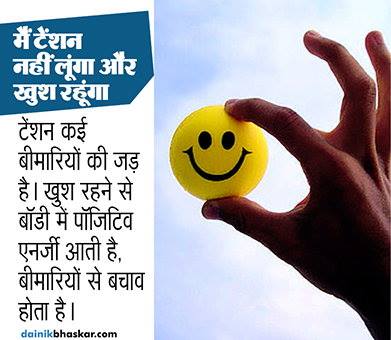 मैं टेंशन
नहीं लूंगा और
खुश रहूंगा
टेंशन कई
बीमारियों की जड़
है। खुश रहने से
बॉडी में पॉजिटिव
एनर्जी आती है,
बीमारियों से बचाव
होता है।
dainikbhaskar.com